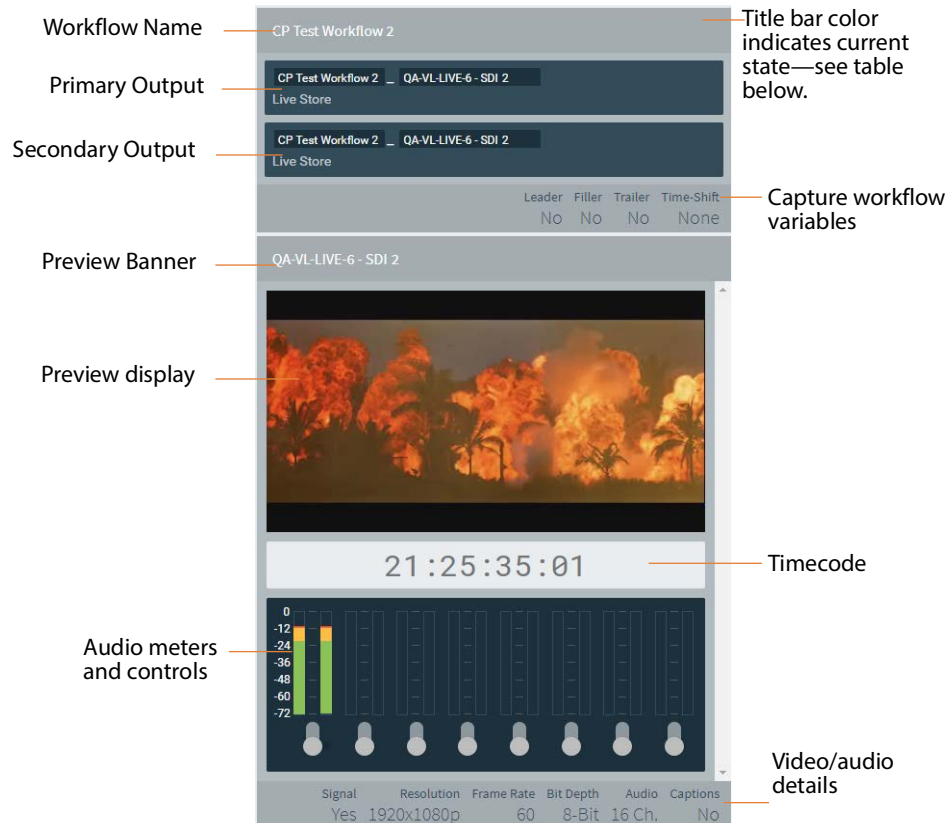 Workflow Name
CP Test Workflow 2
Title bar color
indicates current
state—see table
below.
Primary Output
CP Test Workflow 2 _ QA-VL-LIVE-6 - SDI 2
Live Store
Secondary Output
CP Test Workflow 2 _ QA-VL-LIVE-6 - SDI 2
Live Store
Leader Filler Trailer Time-Shift
No No No None
Capture workflow
variables
Preview Banner
QA-VL-LIVE-6 - SDI 2
Preview display
21:25:35:01
Timecode
Audio meters
and controls
0
-12
-24
-36
-48
-60
-72
Video/audio
details
Signal Resolution Frame Rate Bit Depth Audio Captions
Yes 1920x1080p 60 8-Bit 16 Ch. No